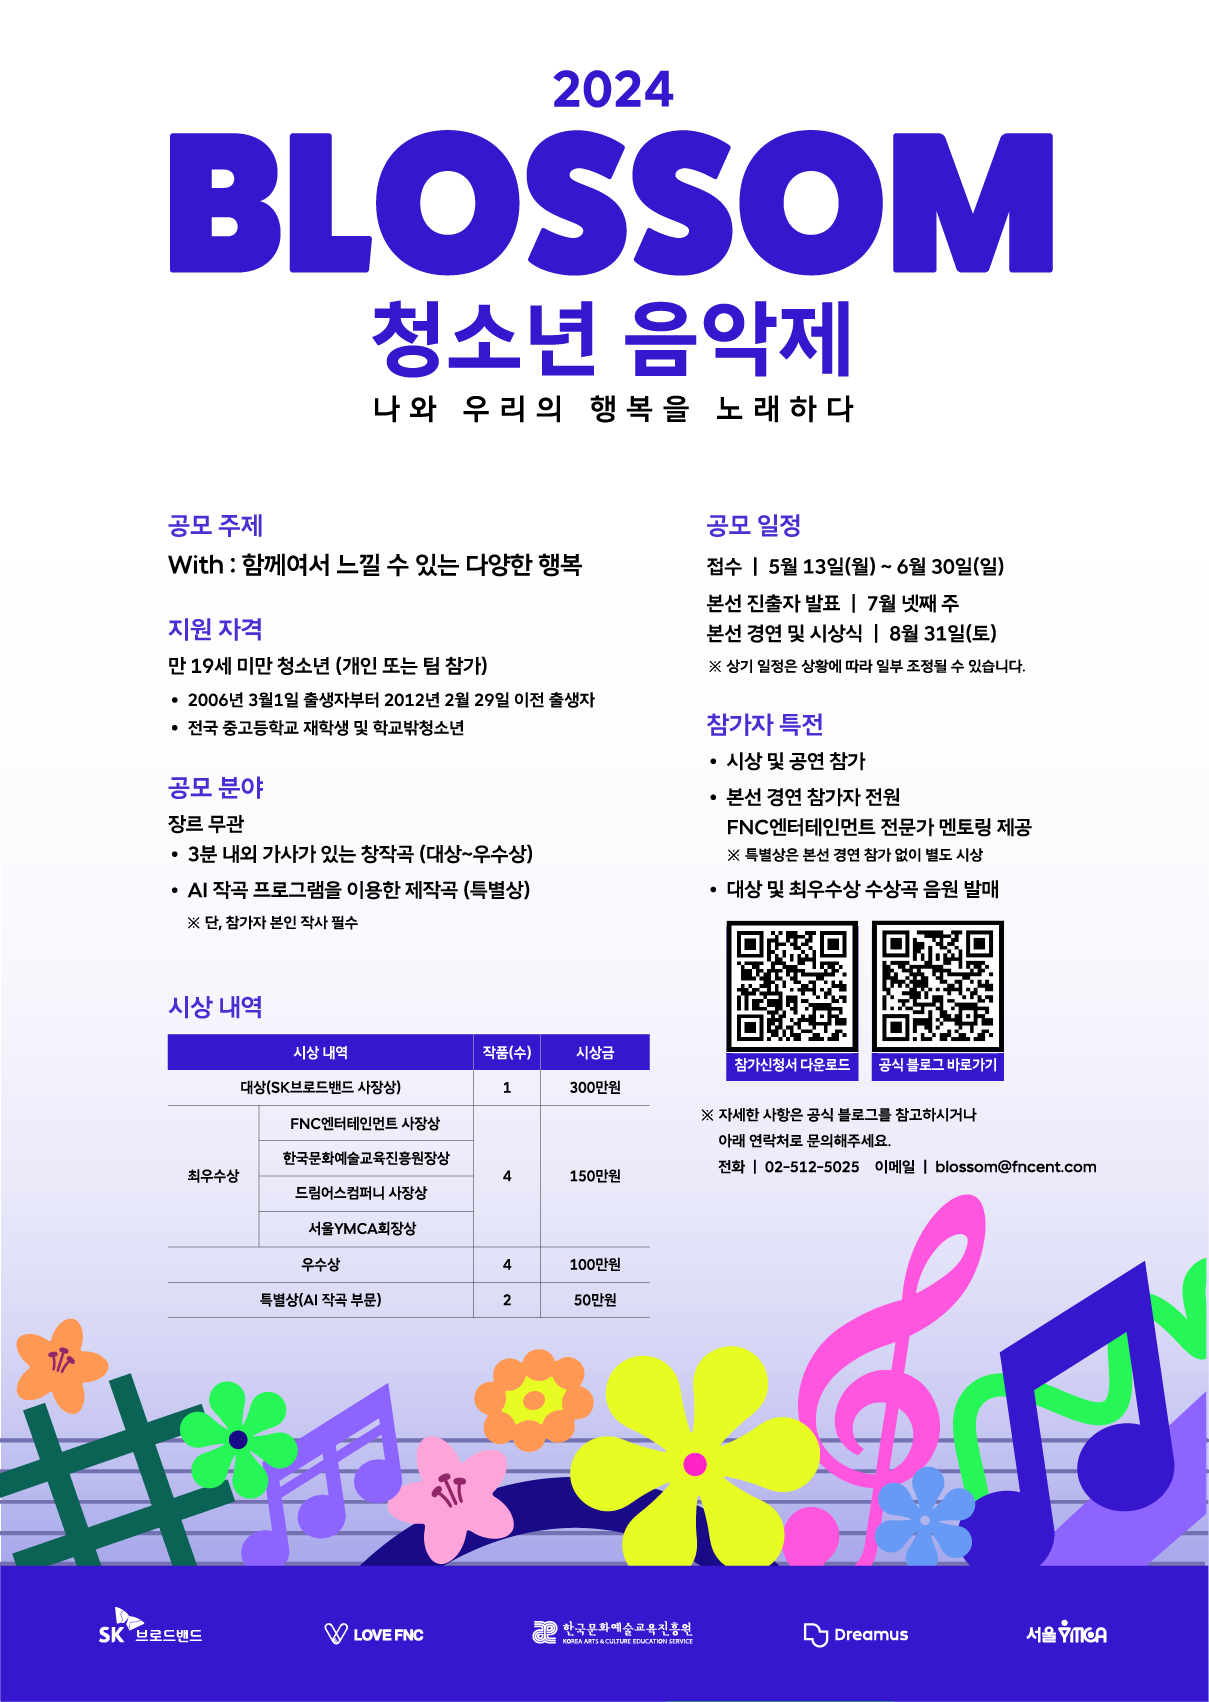 2024
BLOSSOM
청소년 음악제
나와 우리의 행복을 노래하다
공모 주제
With : 함께여서 느낄 수 있는 다양한 행복
지원 자격
만 19세 미만 청소년 (개인 또는 팀 참가)
• 2006년 3월1일 출생자부터 2012년 2월 29일 이전 출생자
• 전국 중고등학교 재학생 및 학교밖청소년
공모 분야
장르 무관
• 3분 내외 가사가 있는 창작곡 (대상~우수상)
• AI 작곡 프로그램을 이용한 제작곡 (특별상)
※ 단, 참가자 본인 작사 필수
시상 내역
시상 내역 작품(수) 시상금
대상(SK브로드밴드 사장상) 1 300만원
최우수상
FNC엔터테인먼트 사장상
한국문화예술교육진흥원장상
드림어스컴퍼니 사장상
서울YMCA회장상
4 150만원
우수상 4 100만원
특별상(AI 작곡 부문) 2 50만원
공모 일정
접수 | 5월 13일(월) ~ 6월 30일(일)
본선 진출자 발표 | 7월 넷째 주
본선 경연 및 시상식 | 8월 31일(토)
※ 상기 일정은 상황에 따라 일부 조정될 수 있습니다.
참가자 특전
• 시상 및 공연 참가
• 본선 경연 참가자 전원
FNC엔터테인먼트 전문가 멘토링 제공
※ 특별상은 본선 경연 참가 없이 별도 시상
• 대상 및 최우수상 수상곡 음원 발매
참가신청서 다운로드 공식 블로그 바로가기
※ 자세한 사항은 공식 블로그를 참고하시거나
아래 연락처로 문의해주세요.
전화 | 02-512-5025 이메일 | blossom@fncent.com
SK 브로드밴드
LOVE FNC
한국문화예술교육진흥원
KOREA ARTS & CULTURE EDUCATION SERVICE
Dreamus
서울 YMCA